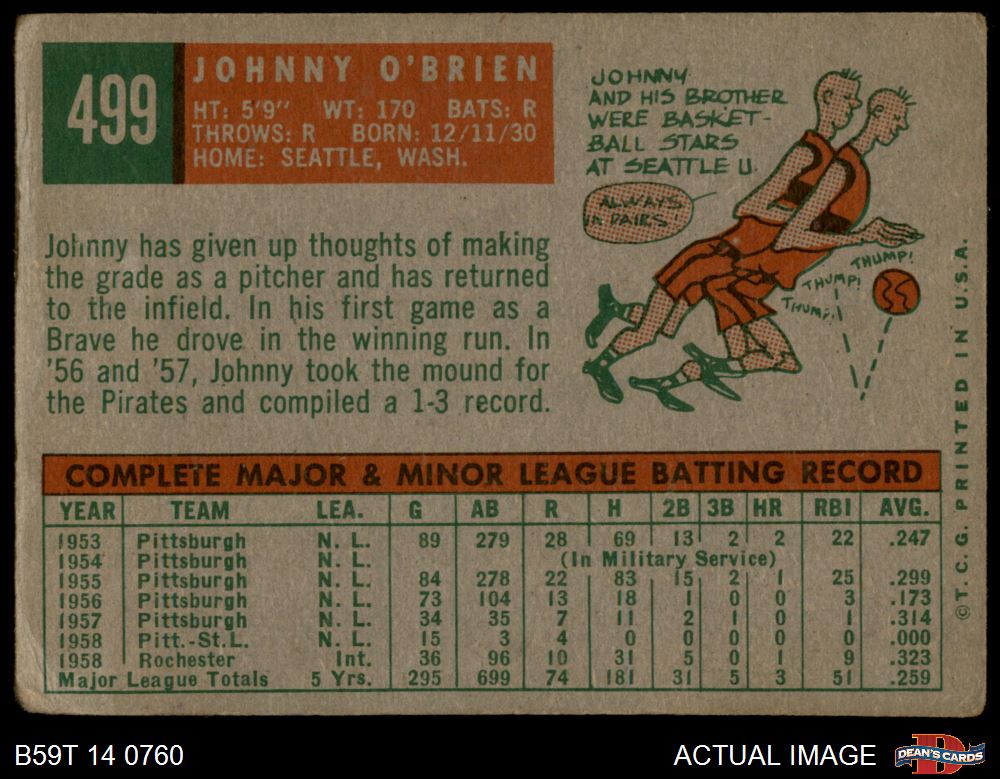 499
JOHNNY O'BRIEN
HT: 5'9" WT: 170 BATS: R
THROWS: R BORN: 12/11/30
HOME: SEATTLE, WASH.
JOHNNY
AND HIS BROTHER
WERE BASKET-
BALL STARS
AT SEATTLE U.
ALWAYS
IN PAIRS!
THUMP!
THUMP!
THUMP!
Johnny has given up thoughts of making
the grade as a pitcher and has returned
to the infield. In his first game as a
Brave he drove in the winning run. In
'56 and '57, Johnny took the mound for
the Pirates and compiled a 1-3 record.
COMPLETE MAJOR & MINOR LEAGUE BATTING RECORD
YEAR TEAM LEA. G AB R H 2B 3B HR RBI AVG.
1953 Pittsburgh N. L. 89 279 28 69 13 2 2 22 .247
1954 Pittsburgh N. L. (In Military Service)
1955 Pittsburgh N. L. 84 278 22 83 15 2 1 25 .299
1956 Pittsburgh N. L. 73 104 13 18 1 0 0 3 .173
1957 Pittsburgh N. L. 34 35 7 11 2 1 0 1 .314
1958 Pitt.-St.L. N. L. 15 3 4 0 0 0 0 0 .000
1958 Rochester Int. 36 96 10 31 5 0 1 9 .323
Major League Totals 5 Yrs. 295 699 74 181 31 5 3 51 .259
©T.C.G. PRINTED IN U.S.A.
B59T 14 0760
ACTUAL IMAGE
DEAN'S CARDS